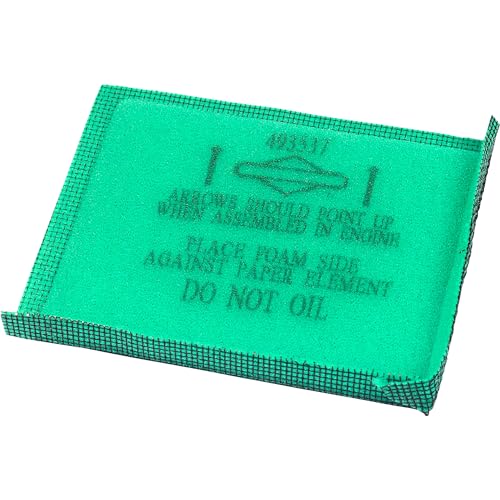 493537
ARROWS SHOULD POINT UP
WHEN ASSEMBLED IN ENGINE
PLACE FOAM SIDE
AGAINST PAPER ELEMENT
DO NOT OIL